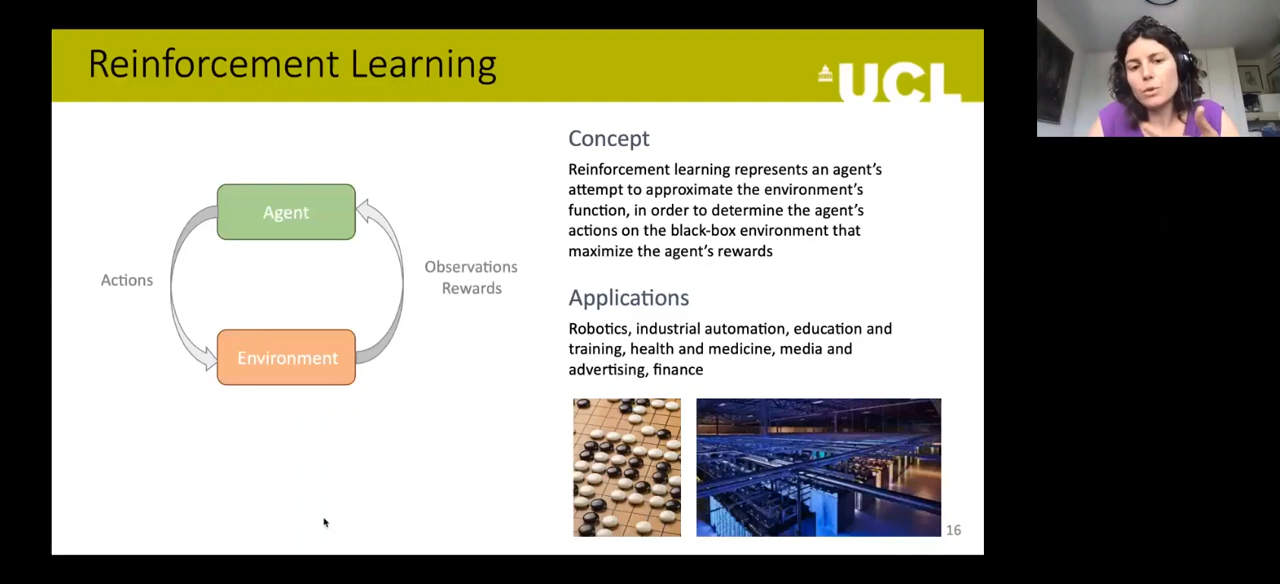 Reinforcement Learning
UCL
Agent
Actions
Observations
Rewards
Environment
Concept
Reinforcement learning represents an agent's
attempt to approximate the environment's
function, in order to determine the agent's
actions on the black-box environment that
maximize the agent's rewards
Applications
Robotics, industrial automation, education and
training, health and medicine, media and
advertising, finance
16